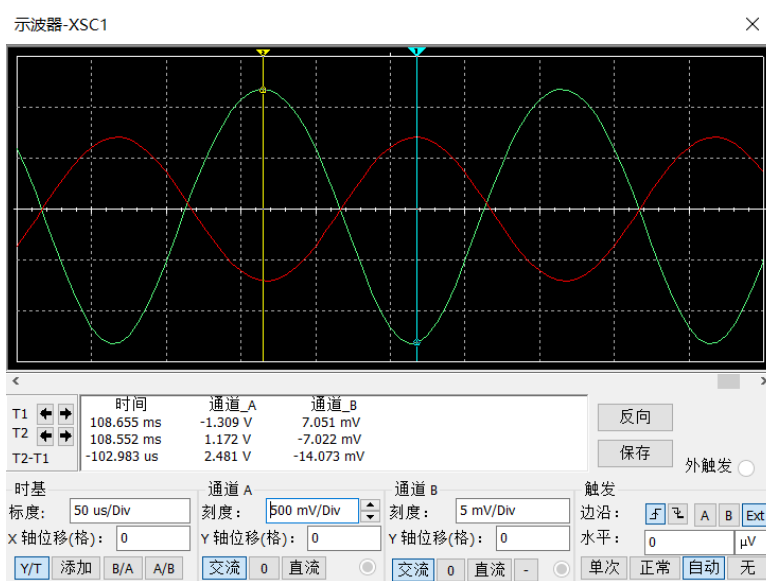 示波器-XSC1
2 1
时间 通道_A 通道_B
T1 108.655 ms -1.309 V 7.051 mV
T2 108.552 ms 1.172 V -7.022 mV
T2-T1 -102.983 us 2.481 V -14.073 mV
反向
保存
外触发
时基 通道 A 通道 B 触发
标度: 50 us/Div 刻度: 500 mV/Div 刻度: 5 mV/Div 边沿: A B Ext
X 轴位移(格): 0 Y 轴位移(格): 0 Y 轴位移(格): 0 水平: 0 µV
Y/T 添加 B/A A/B 交流 0 直流 交流 0 直流 - 单次 正常 自动 无